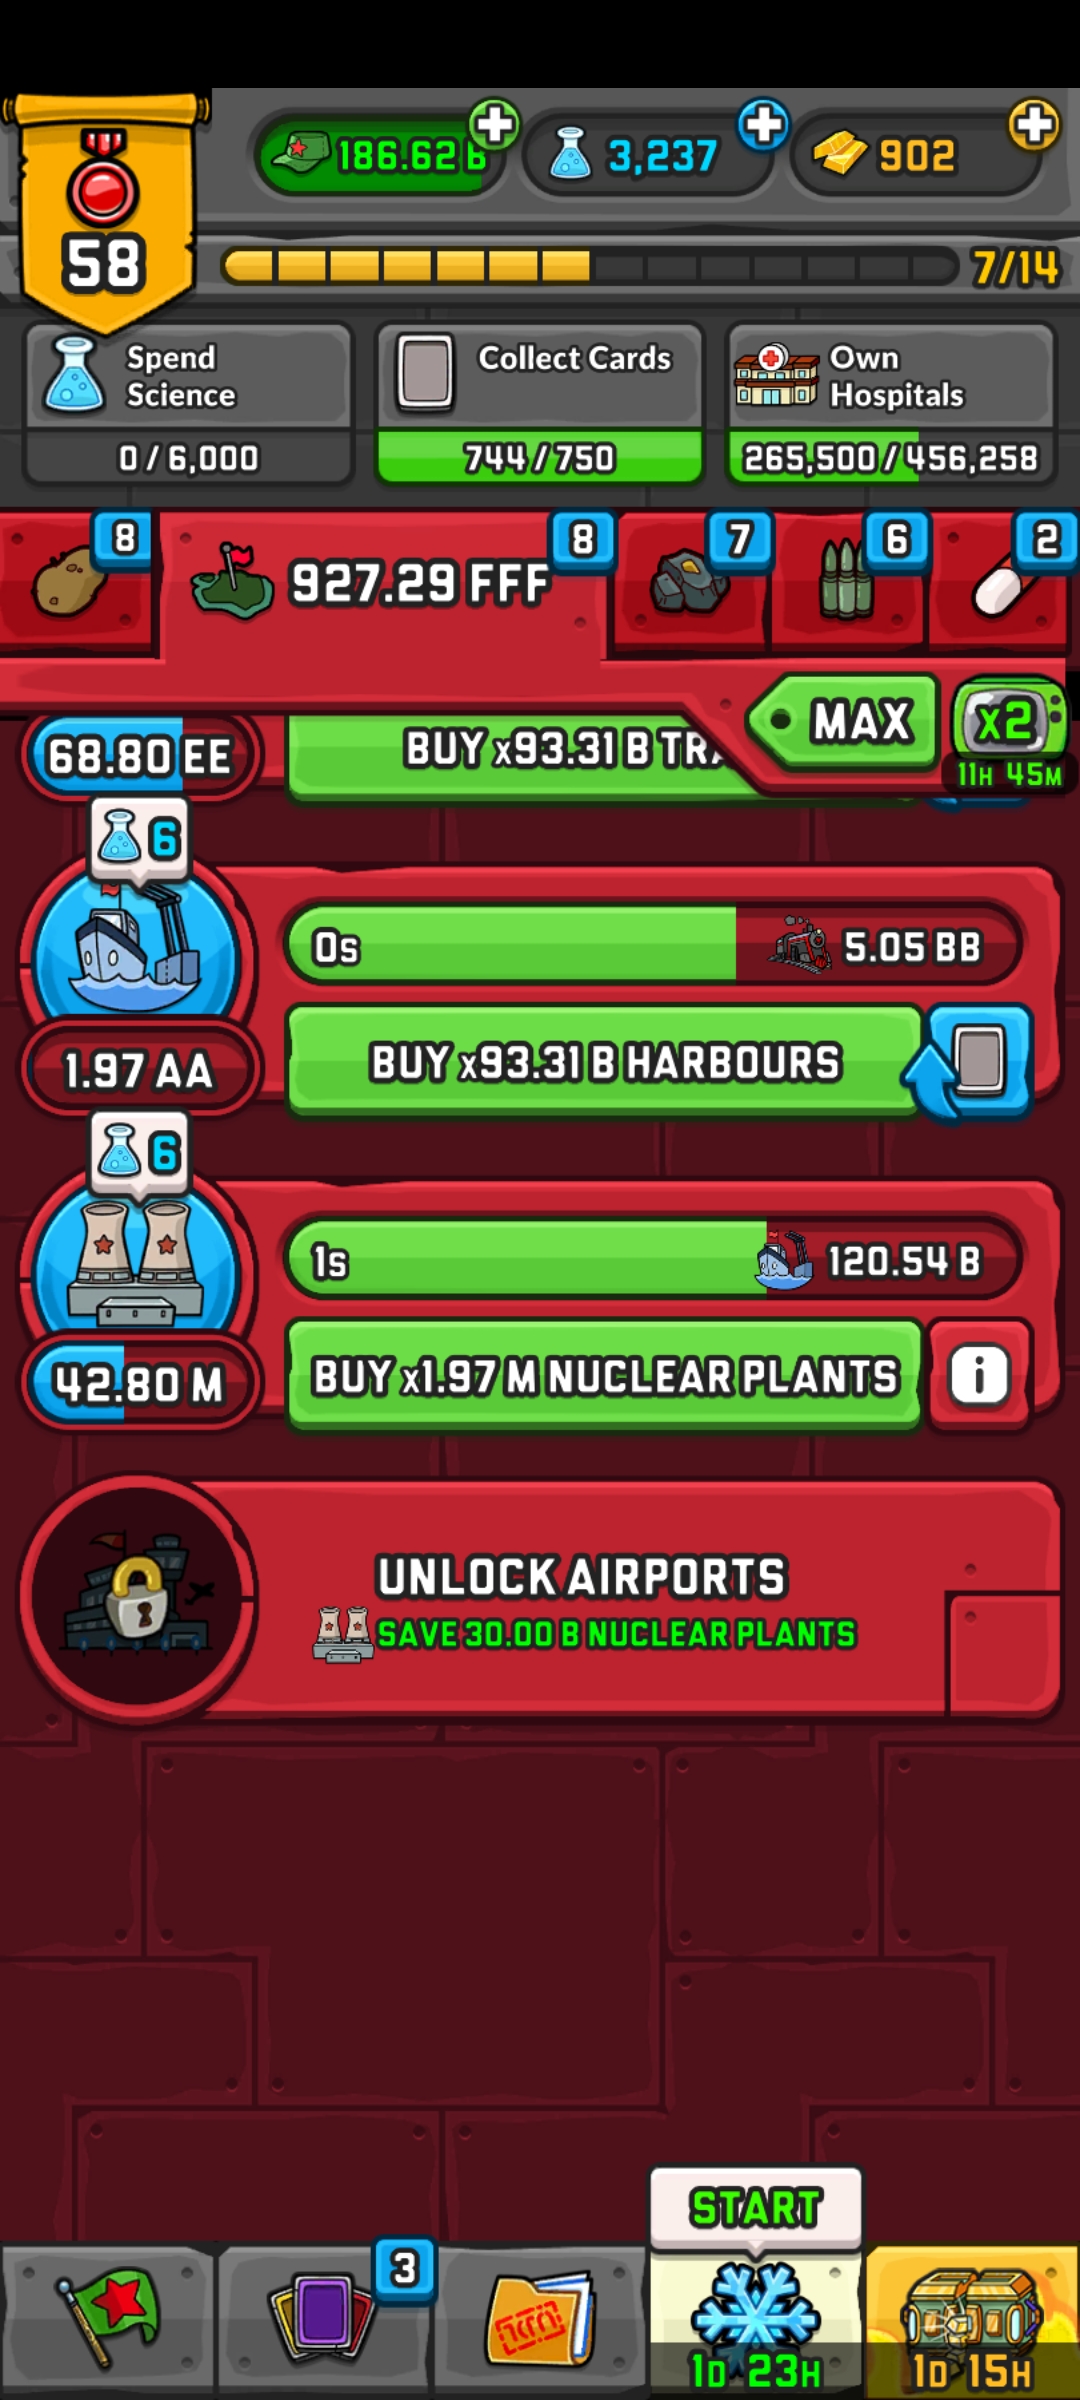 58
186.62 B
3,237
902
7/14
Spend
Science
0 / 6,000
Collect Cards
744 / 750
Own
Hospitals
265,500 / 456,258
8
927.29 FFF
8
7
6
2
MAX
x2
11H 45M
68.80 EE
BUY x93.31 B TRA
6
0s
5.05 BB
1.97 AA
BUY x93.31 B HARBOURS
6
1s
120.54 B
42.80 M
BUY x1.97 M NUCLEAR PLANTS
i
UNLOCK AIRPORTS
SAVE 30.00 B NUCLEAR PLANTS
START
3
1D 23H
1D 15H